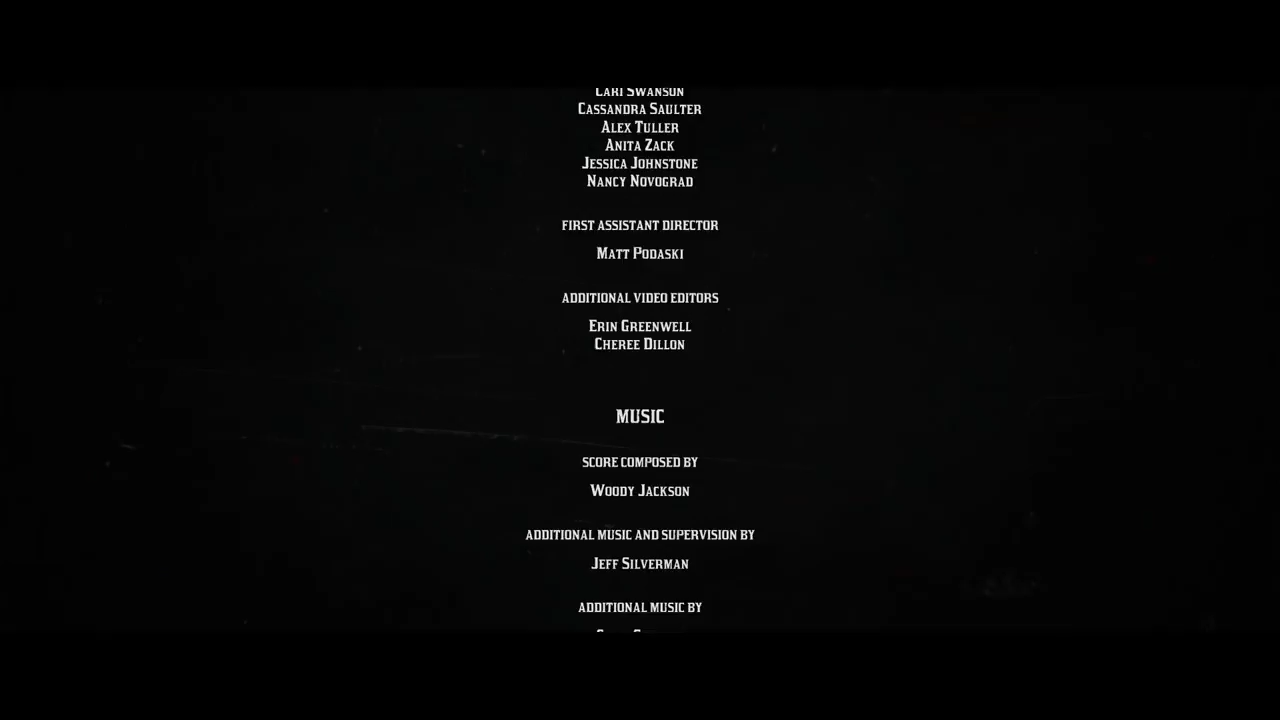 Lari Swanson
Cassandra Saulter
Alex Tuller
Anita Zack
Jessica Johnstone
Nancy Novograd
FIRST ASSISTANT DIRECTOR
Matt Podaski
ADDITIONAL VIDEO EDITORS
Erin Greenwell
Cheree Dillon
MUSIC
SCORE COMPOSED BY
Woody Jackson
ADDITIONAL MUSIC AND SUPERVISION BY
Jeff Silverman
ADDITIONAL MUSIC BY